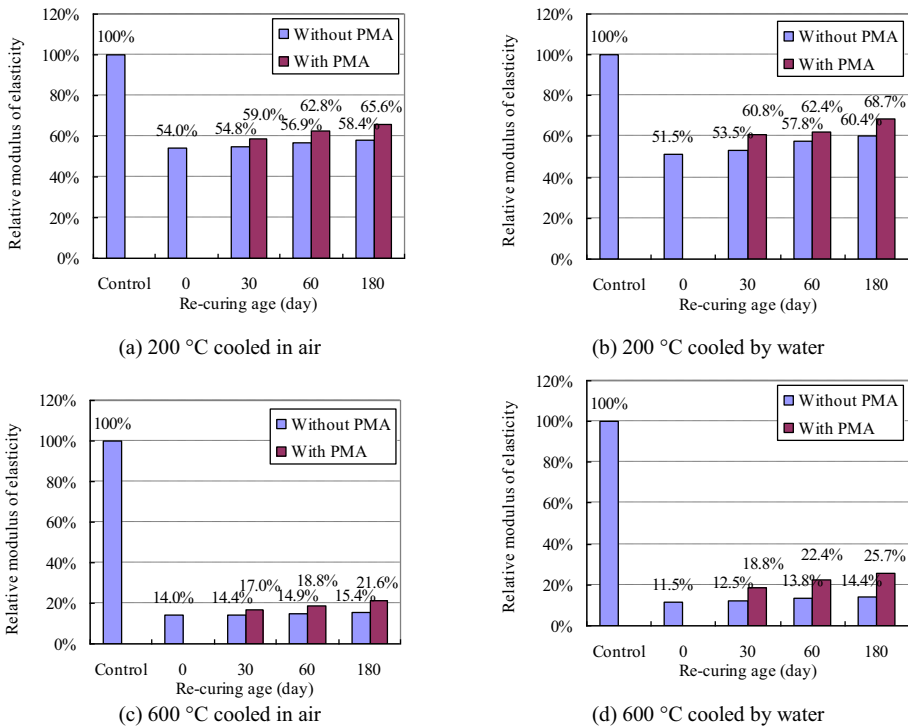 120%
100%
80%
60%
40%
20%
0%
Relative modulus of elasticity
100%
54.0%
54.8%
59.0%
56.9%
62.8%
58.4%
65.6%
Without PMA
With PMA
Control 0 30 60 180
Re-curing age (day)
(a) 200 °C cooled in air
120%
100%
80%
60%
40%
20%
0%
Relative modulus of elasticity
100%
51.5%
53.5%
60.8%
57.8%
62.4%
60.4%
68.7%
Without PMA
With PMA
Control 0 30 60 180
Re-curing age (day)
(b) 200 °C cooled by water
120%
100%
80%
60%
40%
20%
0%
Relative modulus of elasticity
100%
14.0%
14.4%
17.0%
14.9%
18.8%
15.4%
21.6%
Without PMA
With PMA
Control 0 30 60 180
Re-curing age (day)
(c) 600 °C cooled in air
120%
100%
80%
60%
40%
20%
0%
Relative modulus of elasticity
100%
11.5%
12.5%
18.8%
13.8%
22.4%
14.4%
25.7%
Without PMA
With PMA
Control 0 30 60 180
Re-curing age (day)
(d) 600 °C cooled by water